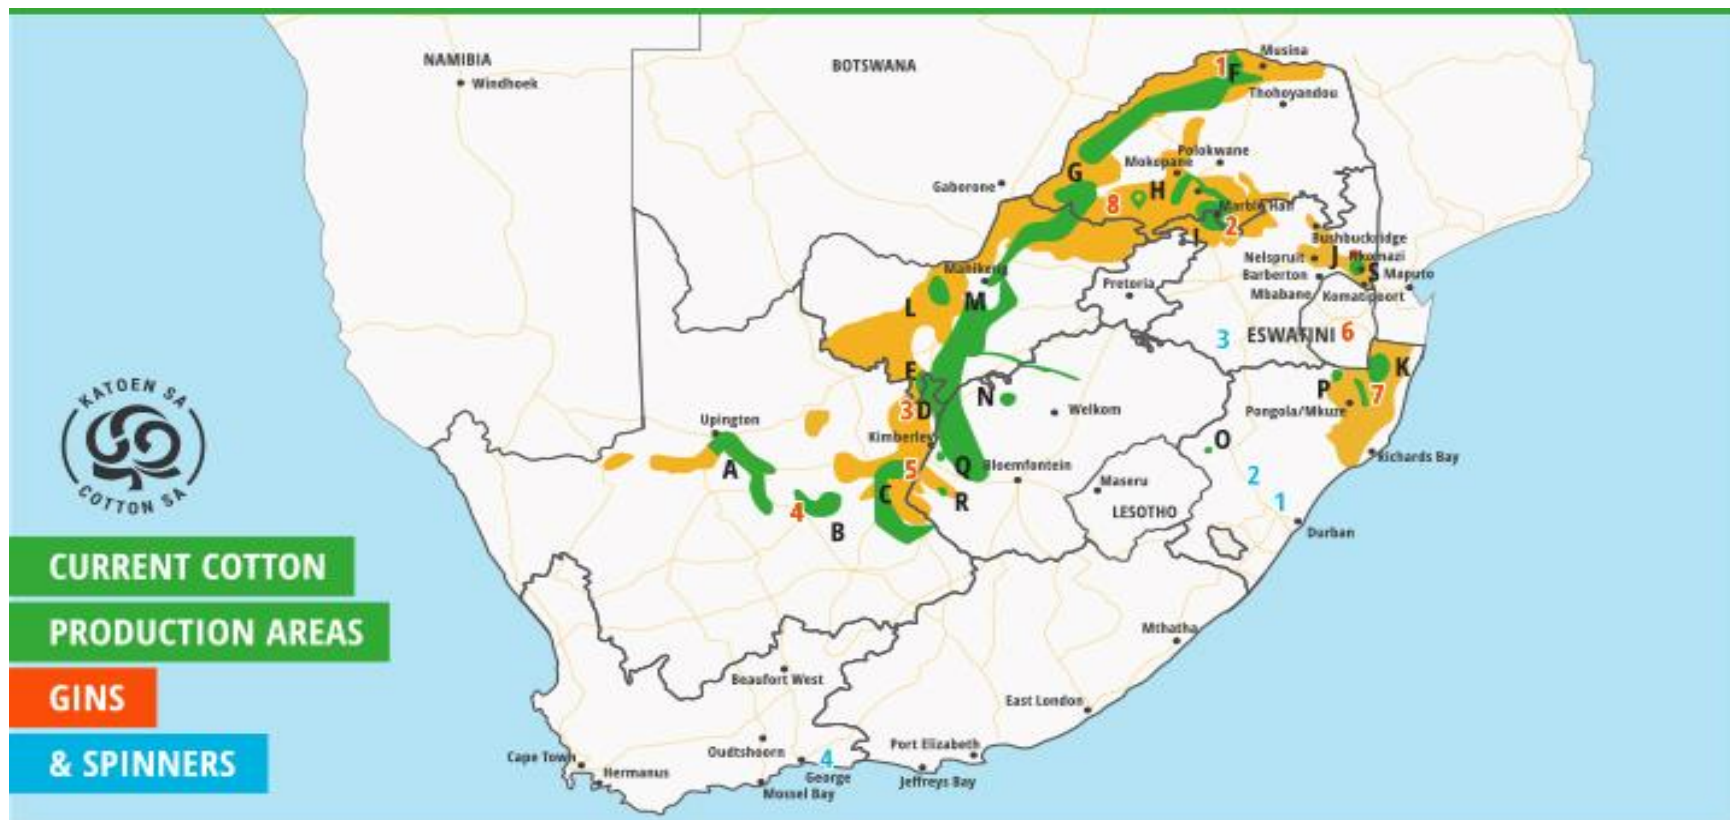 NAMIBIA
Windhoek
BOTSWANA
Musina
1
F
Thohoyandou
Polokwane
Mokopane
G
H
Gaborone
8
Marble Hall
2
I
Bushbuckridge
Nelspruit
J
Nkomazi
Barberton
S
Maputo
Mbabane
Komatipoort
Manikeng
Pretoria
L
M
3
ESWATINI
6
E
K
P
7
N
3
D
Welkom
Pongola/Mkuze
Upington
Kimberley
O
Richards Bay
A
5
Q
Bloemfontein
2
C
Maseru
1
4
R
LESOTHO
B
Durban
KATOEN SA
COTTON SA
CURRENT COTTON
PRODUCTION AREAS
GINS
& SPINNERS
Mthatha
Beaufort West
East London
Oudtshoorn
Port Elizabeth
Cape Town
4
Hermanus
George
Jeffreys Bay
Mossel Bay